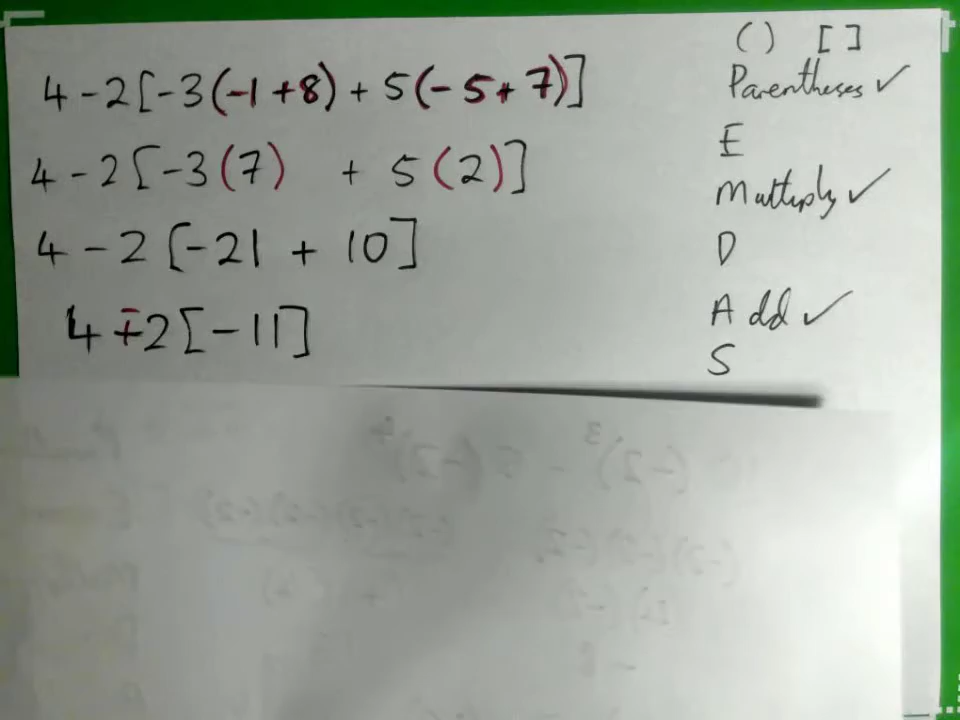 4 - 2[-3(-1+8) + 5(-5+7)]
4 - 2[-3(7) + 5(2)]
4 - 2[-21 + 10]
4 ∓ 2[-11]
( ) [ ]
Parentheses ✓
E
Multiply ✓
D
Add ✓
S